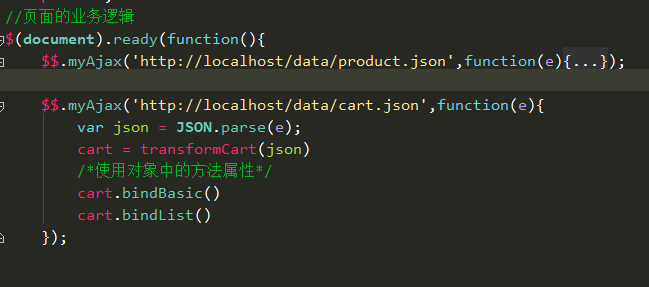 //页面的业务逻辑
$(document).ready(function(){
$$.myAjax('http://localhost/data/product.json',function(e){...});
$$.myAjax('http://localhost/data/cart.json',function(e){
var json = JSON.parse(e);
cart = transformCart(json)
/*使用对象中的方法属性*/
cart.bindBasic()
cart.bindList()
});